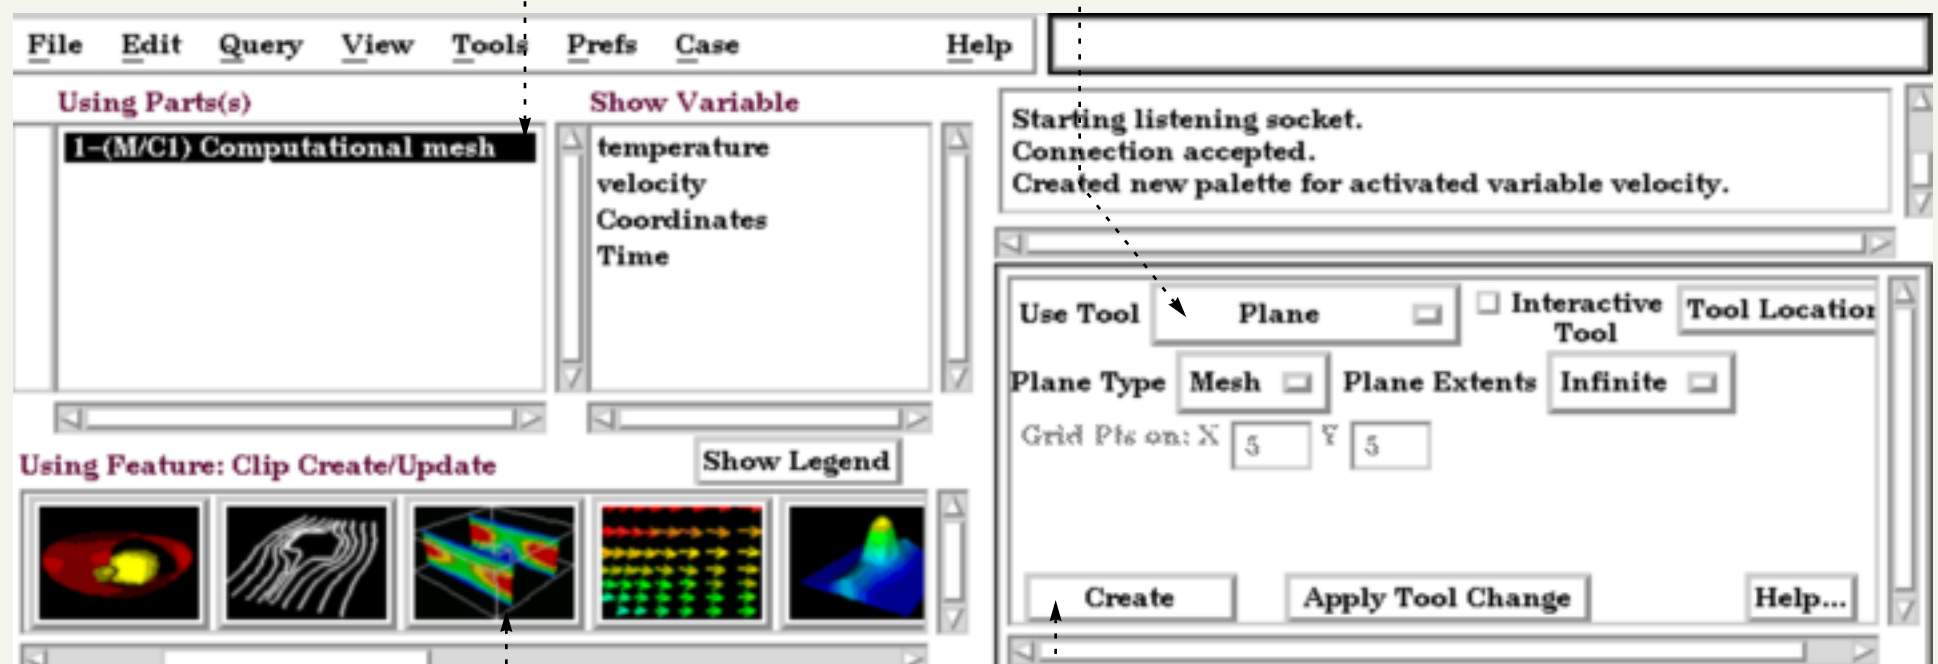 File Edit Query View Tools Prefs Case Help
Using Parts(s)
1-(M/C1) Computational mesh
Show Variable
temperature
velocity
Coordinates
Time
Using Feature: Clip Create/Update
Show Legend
Starting listening socket.
Connection accepted.
Created new palette for activated variable velocity.
Use Tool Plane Interactive Tool Location
Tool
Plane Type Mesh Plane Extents Infinite
Grid Pts on: X 5 Y 5
Create Apply Tool Change Help...